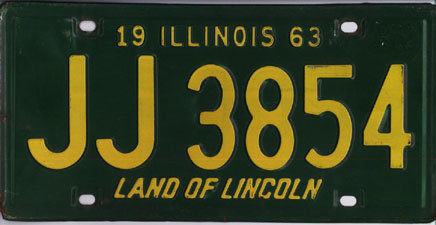 19 ILLINOIS 63
JJ 3854
LAND OF LINCOLN